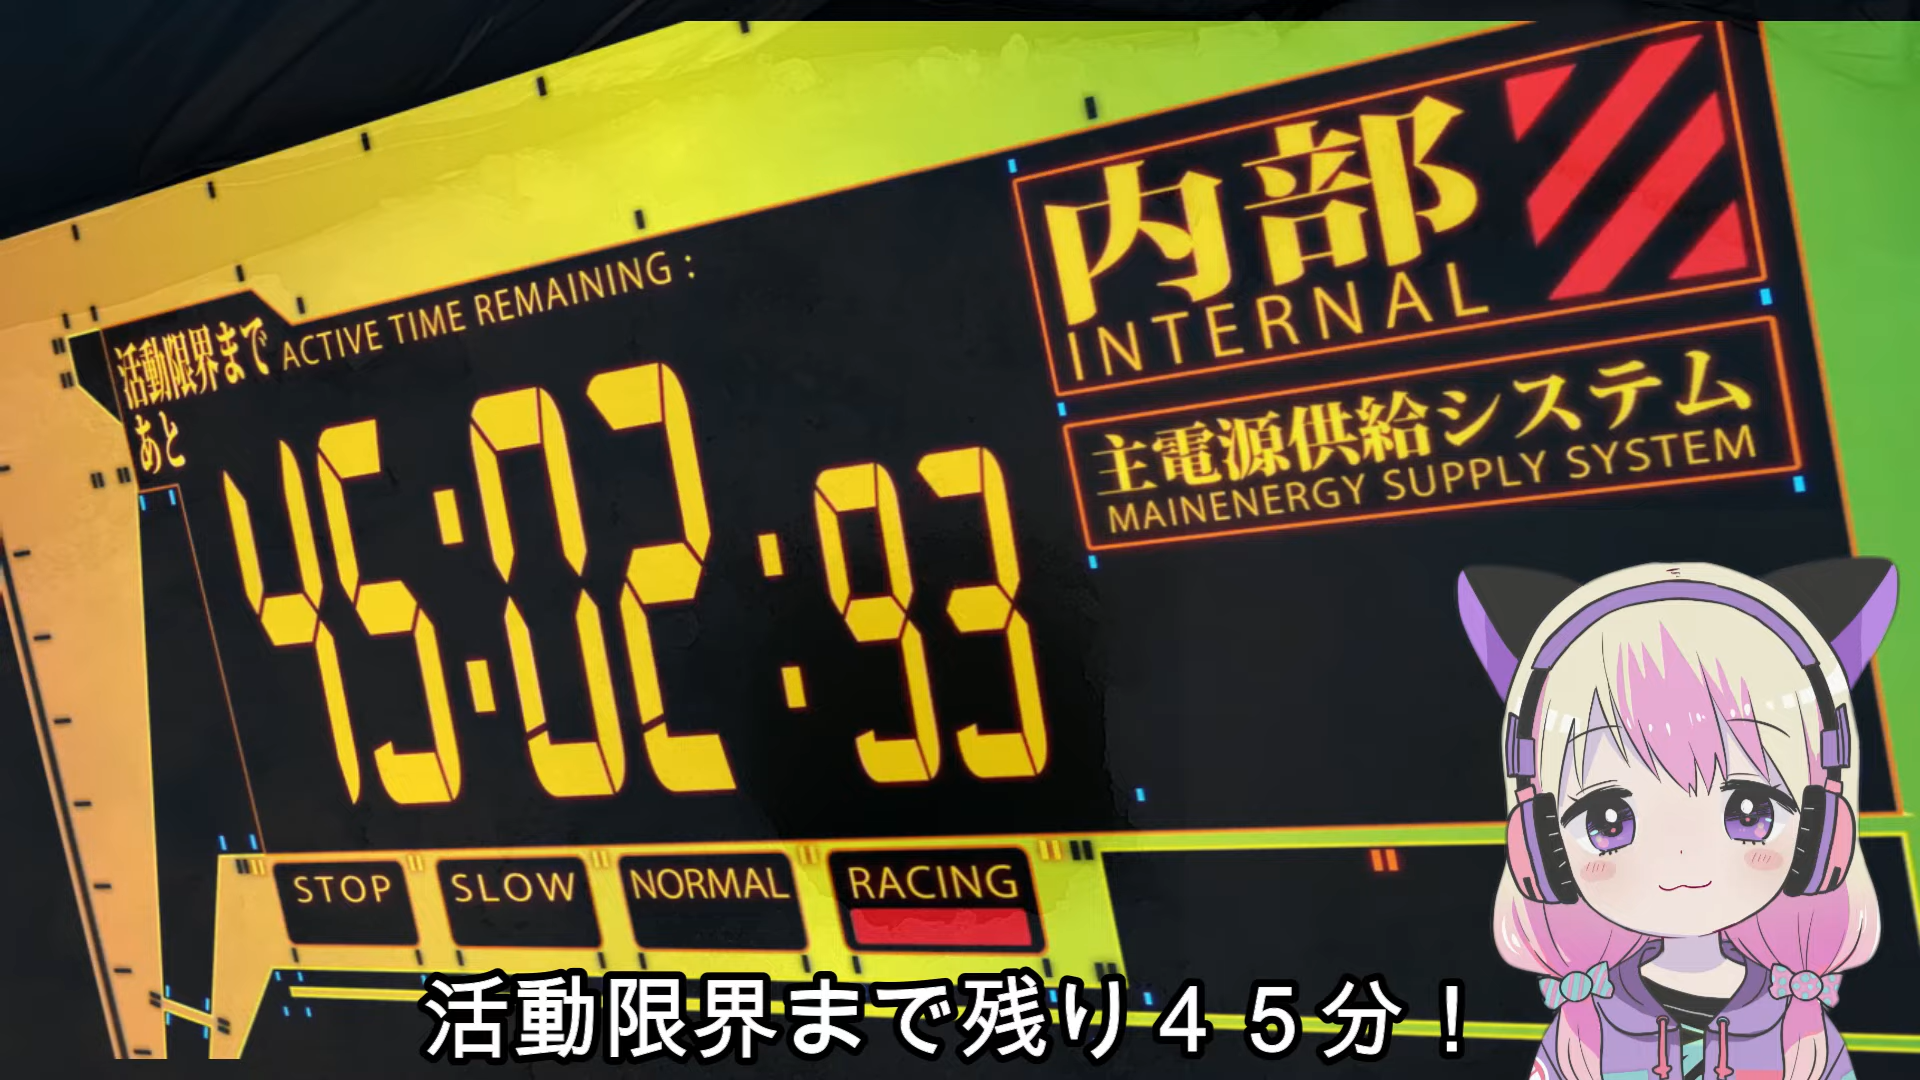 内部
INTERNAL
活動限界まで ACTIVE TIME REMAINING :
あと
主電源供給システム
MAINENERGY SUPPLY SYSTEM
45:02:93
STOP SLOW NORMAL RACING
活動限界まで残り４５分！